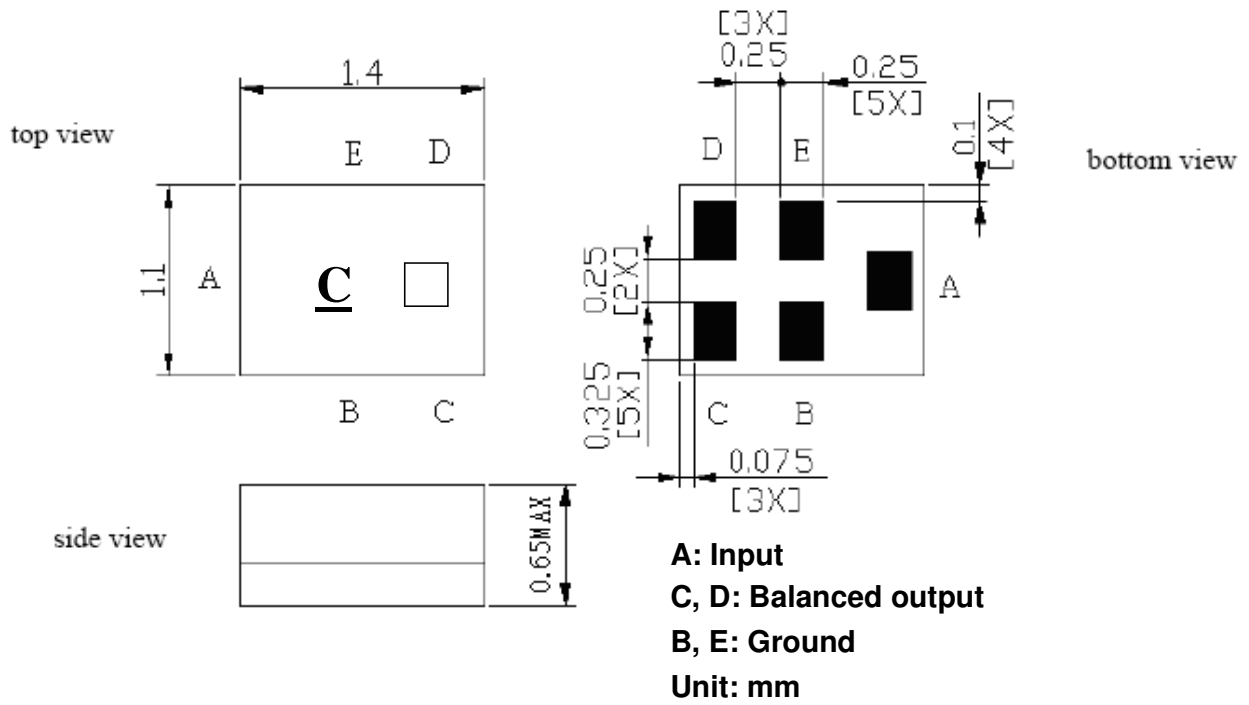 [3X]
0.25
0.25
[5X]
1.4
top view
E D
D E
0.1
[4X]
bottom view
1.1
A
C
0.25
[2X]
A
0.325
[5X]
B C
C B
0.075
[3X]
side view
0.65MAX
A: Input
C, D: Balanced output
B, E: Ground
Unit: mm